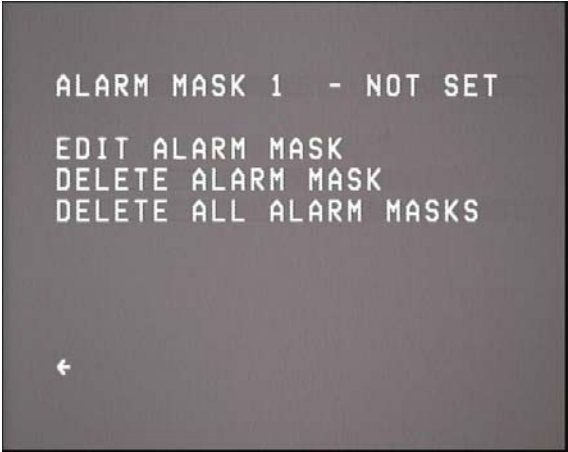 ALARM MASK 1 - NOT SET
EDIT ALARM MASK
DELETE ALARM MASK
DELETE ALL ALARM MASKS
←